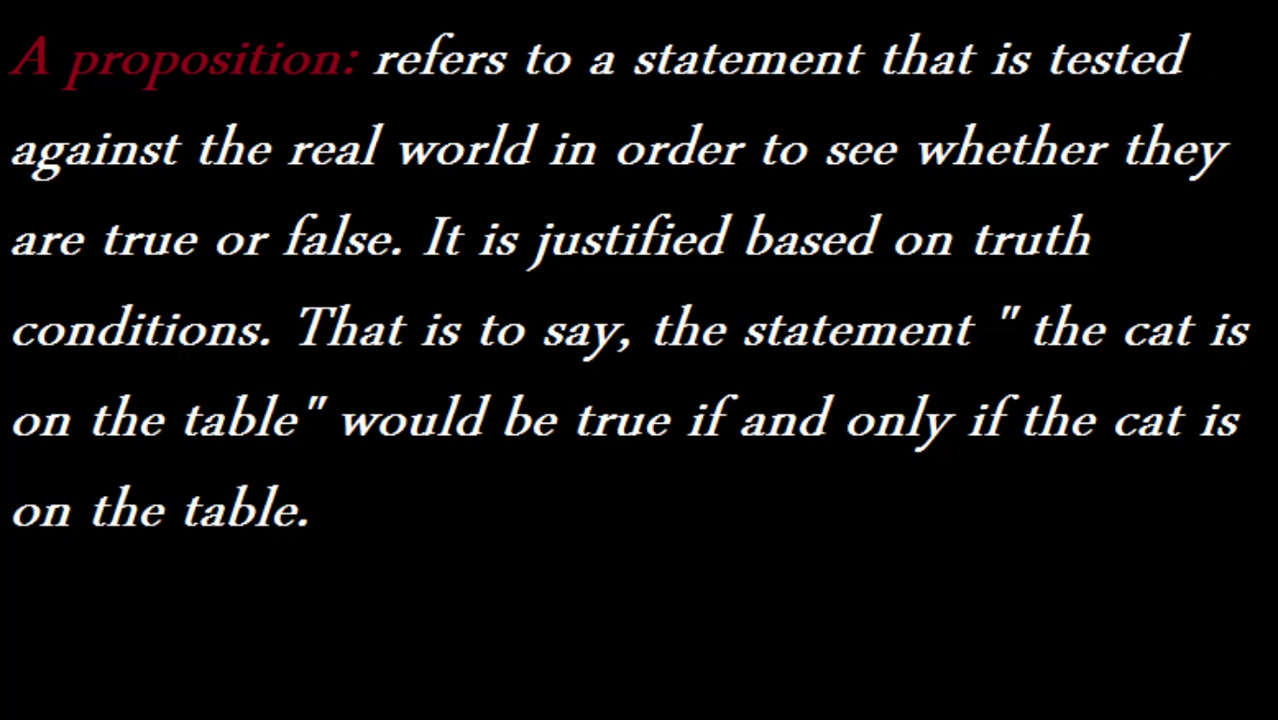 A proposition: refers to a statement that is tested
against the real world in order to see whether they
are true or false. It is justified based on truth
conditions. That is to say, the statement " the cat is
on the table" would be true if and only if the cat is
on the table.